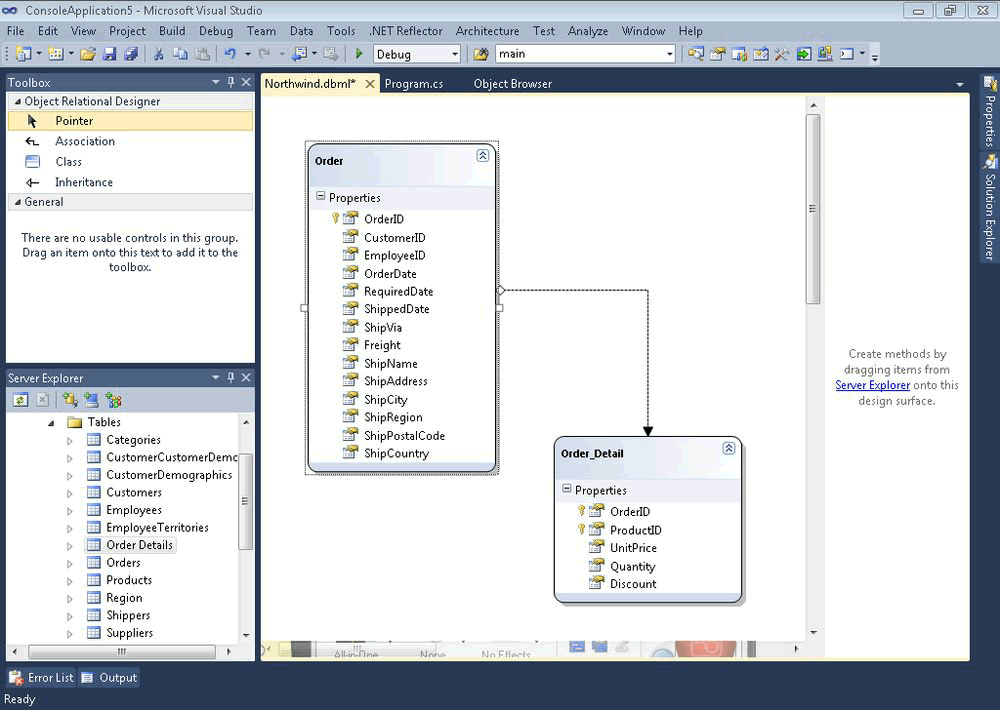 ConsoleApplication5 - Microsoft Visual Studio
File Edit View Project Build Debug Team Data Tools .NET Reflector Architecture Test Analyze Window Help
Debug main
Toolbox
Object Relational Designer
Pointer
Association
Class
Inheritance
General
There are no usable controls in this group.
Drag an item onto this text to add it to the
toolbox.
Server Explorer
Tables
Categories
CustomerCustomerDemo
CustomerDemographics
Customers
Employees
EmployeeTerritories
Order Details
Orders
Products
Region
Shippers
Suppliers
Northwind.dbml* Program.cs Object Browser
Order
Properties
OrderID
CustomerID
EmployeeID
OrderDate
RequiredDate
ShippedDate
ShipVia
Freight
ShipName
ShipAddress
ShipCity
ShipRegion
ShipPostalCode
ShipCountry
Order_Detail
Properties
OrderID
ProductID
UnitPrice
Quantity
Discount
All-in-One None No Effects
Create methods by
dragging items from
Server Explorer onto this
design surface.
Properties
Solution Explorer
Error List Output
Ready